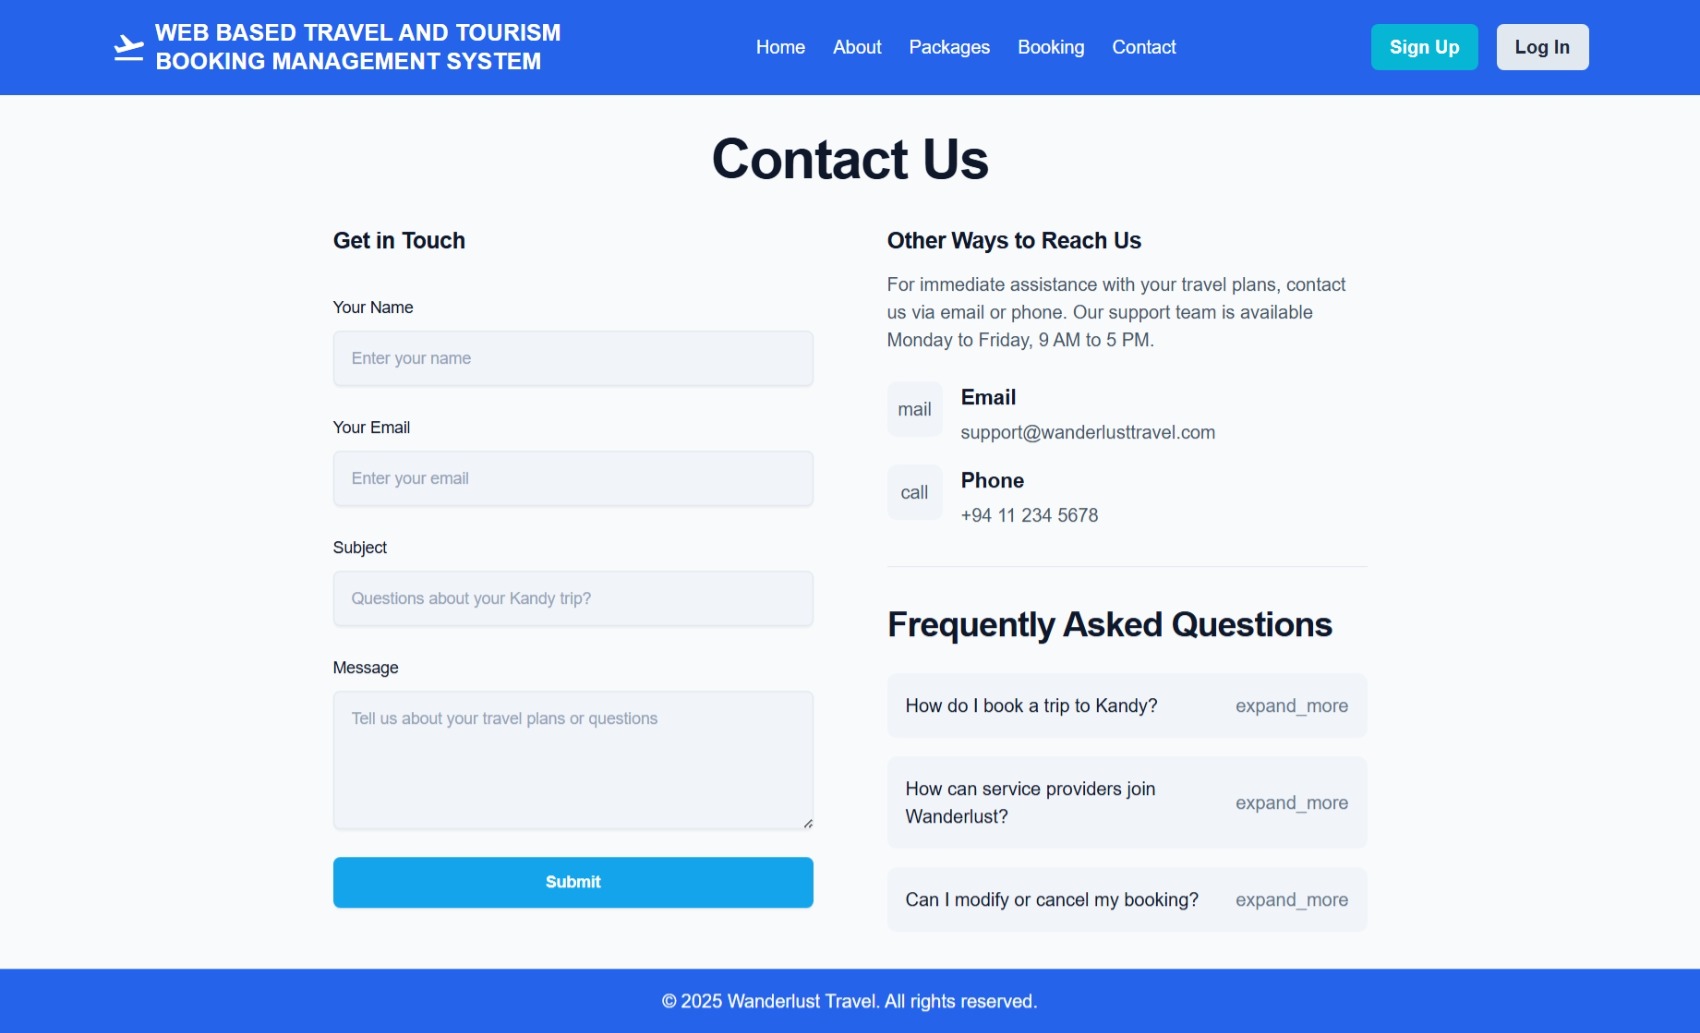 WEB BASED TRAVEL AND TOURISM
BOOKING MANAGEMENT SYSTEM
Home
About
Packages
Booking
Contact
Sign Up
Log In
Contact Us
Get in Touch
Your Name
Enter your name
Your Email
Enter your email
Subject
Questions about your Kandy trip?
Message
Tell us about your travel plans or questions
Submit
Other Ways to Reach Us
For immediate assistance with your travel plans, contact
us via email or phone. Our support team is available
Monday to Friday, 9 AM to 5 PM.
mail
Email
support@wanderlusttravel.com
call
Phone
+94 11 234 5678
Frequently Asked Questions
How do I book a trip to Kandy?
expand_more
How can service providers join
Wanderlust?
expand_more
Can I modify or cancel my booking?
expand_more
© 2025 Wanderlust Travel. All rights reserved.